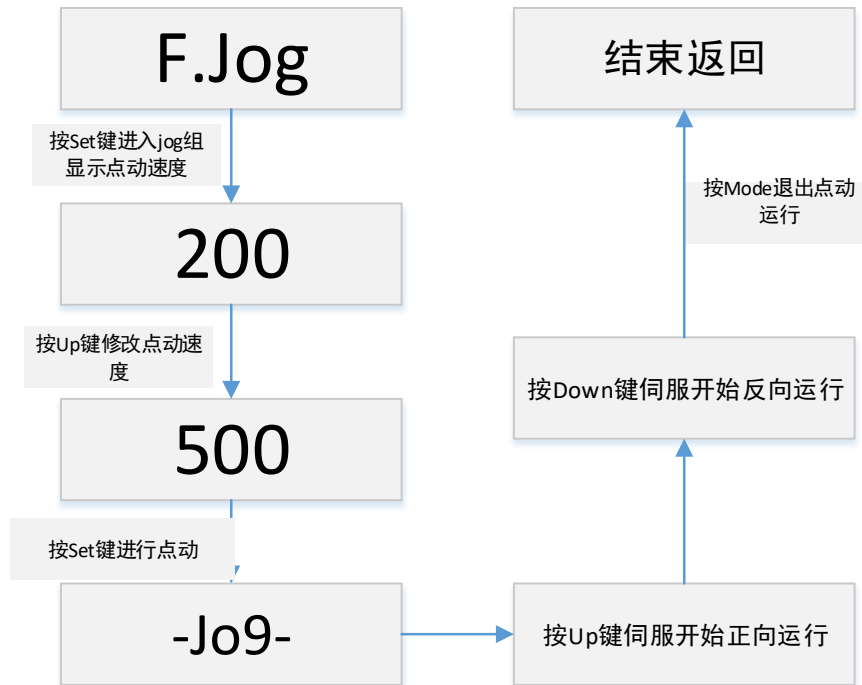 F.Jog
按Set键进入jog组
显示点动速度
200
按Up键修改点动速
度
500
按Set键进行点动
-Jo9-
按Up键伺服开始正向运行
按Down键伺服开始反向运行
按Mode退出点动
运行
结束返回